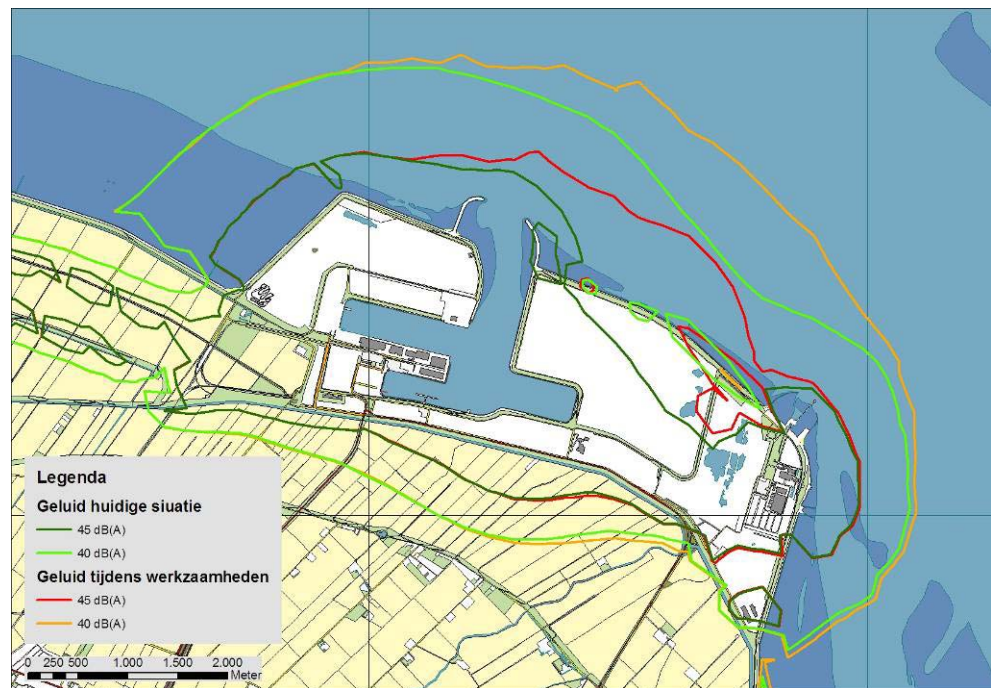 Legenda
Geluid huidige siuatie
45 dB(A)
40 dB(A)
Geluid tijdens werkzaamheden
45 dB(A)
40 dB(A)
0 250 500 1.000 1.500 2.000
Meter